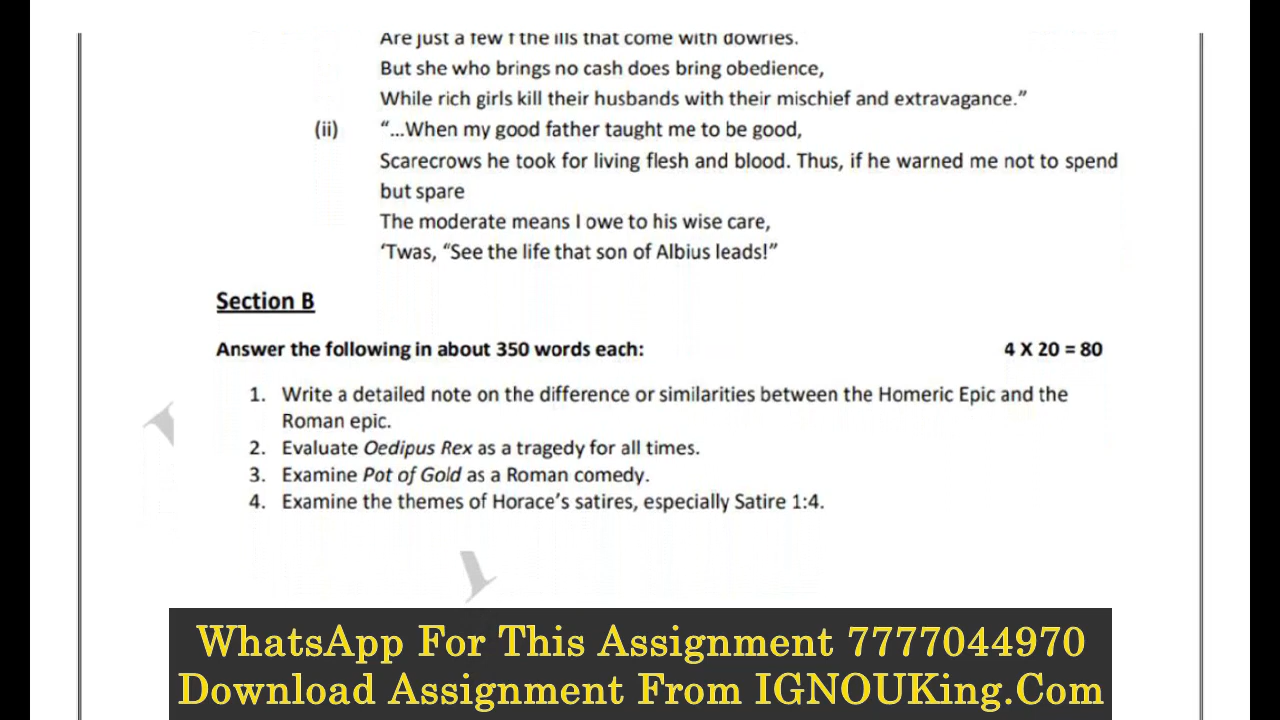 Are just a few f the ills that come with dowries.
But she who brings no cash does bring obedience,
While rich girls kill their husbands with their mischief and extravagance.”
(ii) “...When my good father taught me to be good,
Scarecrows he took for living flesh and blood. Thus, if he warned me not to spend
but spare
The moderate means I owe to his wise care,
‘Twas, “See the life that son of Albius leads!”
Section B
Answer the following in about 350 words each: 4 X 20 = 80
1. Write a detailed note on the difference or similarities between the Homeric Epic and the
Roman epic.
2. Evaluate Oedipus Rex as a tragedy for all times.
3. Examine Pot of Gold as a Roman comedy.
4. Examine the themes of Horace’s satires, especially Satire 1:4.
WhatsApp For This Assignment 7777044970
Download Assignment From IGNOUKing.Com